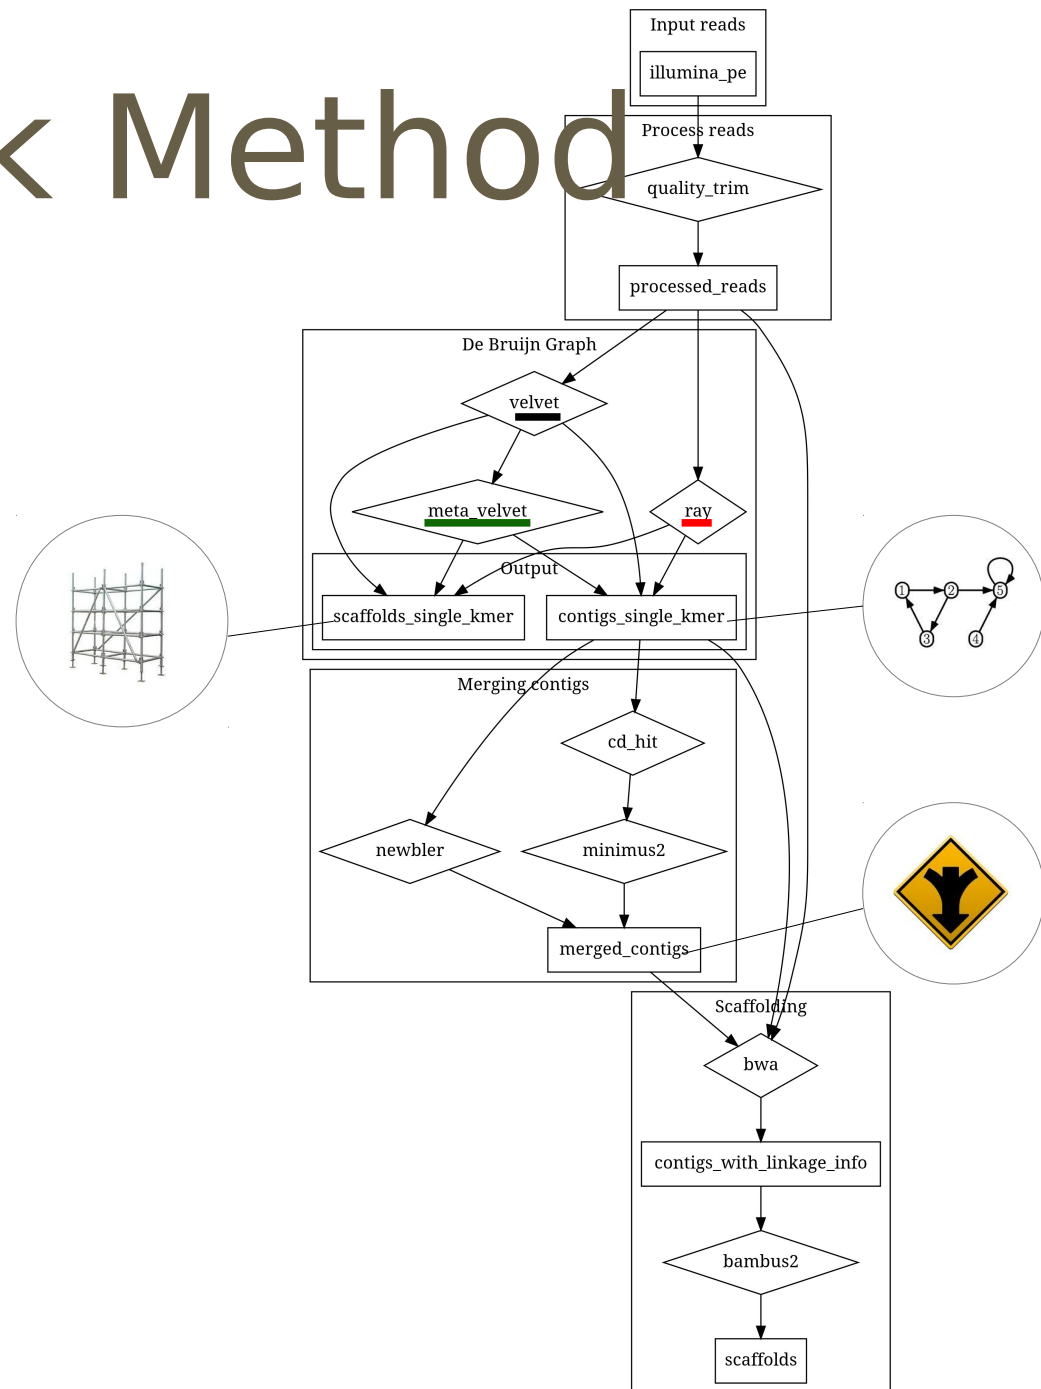 Input reads
illumina_pe
k Method
Process reads
quality_trim
processed_reads
De Bruijn Graph
velvet
meta_velvet
ray
Output
scaffolds_single_kmer
contigs_single_kmer
1 2 5
3 4
Merging contigs
cd_hit
newbler
minimus2
merged_contigs
Scaffolding
bwa
contigs_with_linkage_info
bambus2
scaffolds